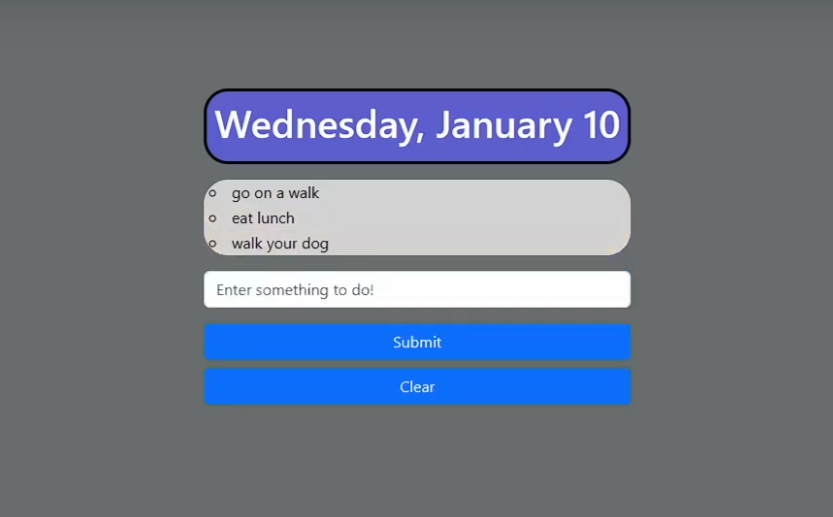 Wednesday, January 10
go on a walk
eat lunch
walk your dog
Enter something to do!
Submit
Clear